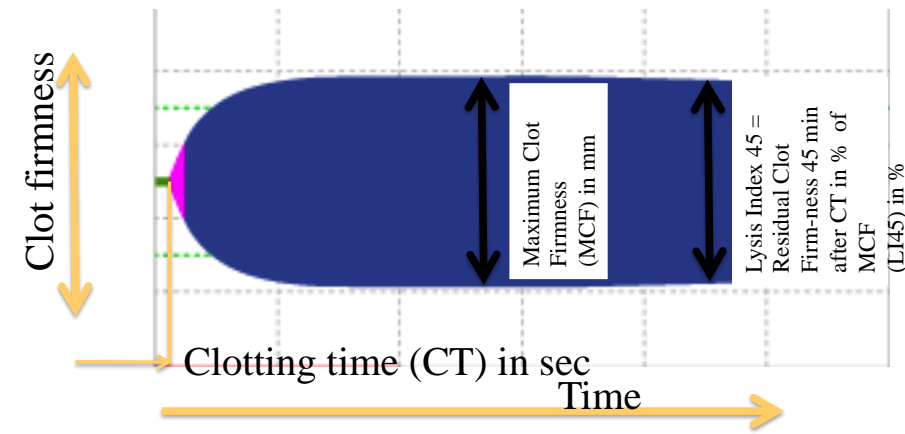 Clot firmness
Maximum Clot
Firmness
(MCF) in mm
Lysis Index 45 =
Residual Clot
Firm-ness 45 min
after CT in % of
MCF
(LI45) in %
Clotting time (CT) in sec
Time